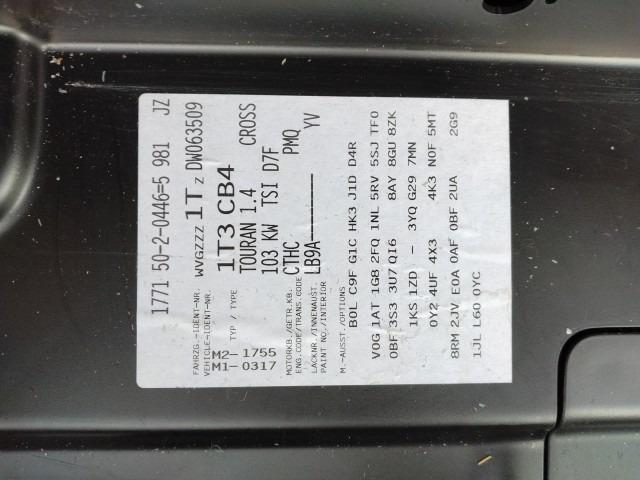 1771 50-2-0446=5 981 JZ
FAHRZG.-IDENT-NR.
VEHICLE-IDENT-NR. WVGZZZ 1T Z DW063509
TYP / TYPE 1T3 CB4
M2-1755 TOURAN 1.4 CROSS
M1-0317 103 KW TSI D7F
MOTORKB./GETR.KB.
ENG.CODE/TRANS.CODE CTHC PMQ
LACKNR./INNENAUST.
PAINT NO./INTERIOR LB9A------- YV
M.-AUSST./OPTIONS
B0L C9F G1C HK3 J1D D4R
V0G 1AT 1G8 2FQ 1NL 5RV 5SJ TF0
0BF 3S3 3U7 QI6 8AY 8GU 8ZK
1KS 1ZD - 3YQ G29 7MN
0Y2 4UF 4X3 4K3 N0F 5MT
8RM 2JV E0A 0AF 0BF 2UA 2G9
1JL L60 0YC